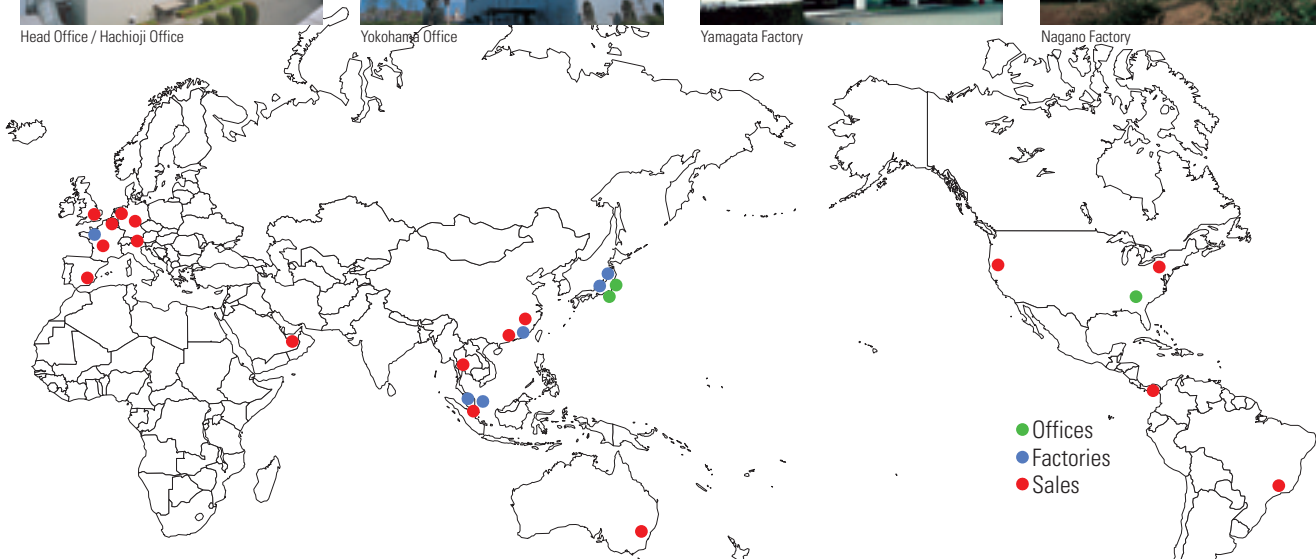 Head Office / Hachioji Office
Yokohama Office
Yamagata Factory
Nagano Factory
Offices
Factories
Sales